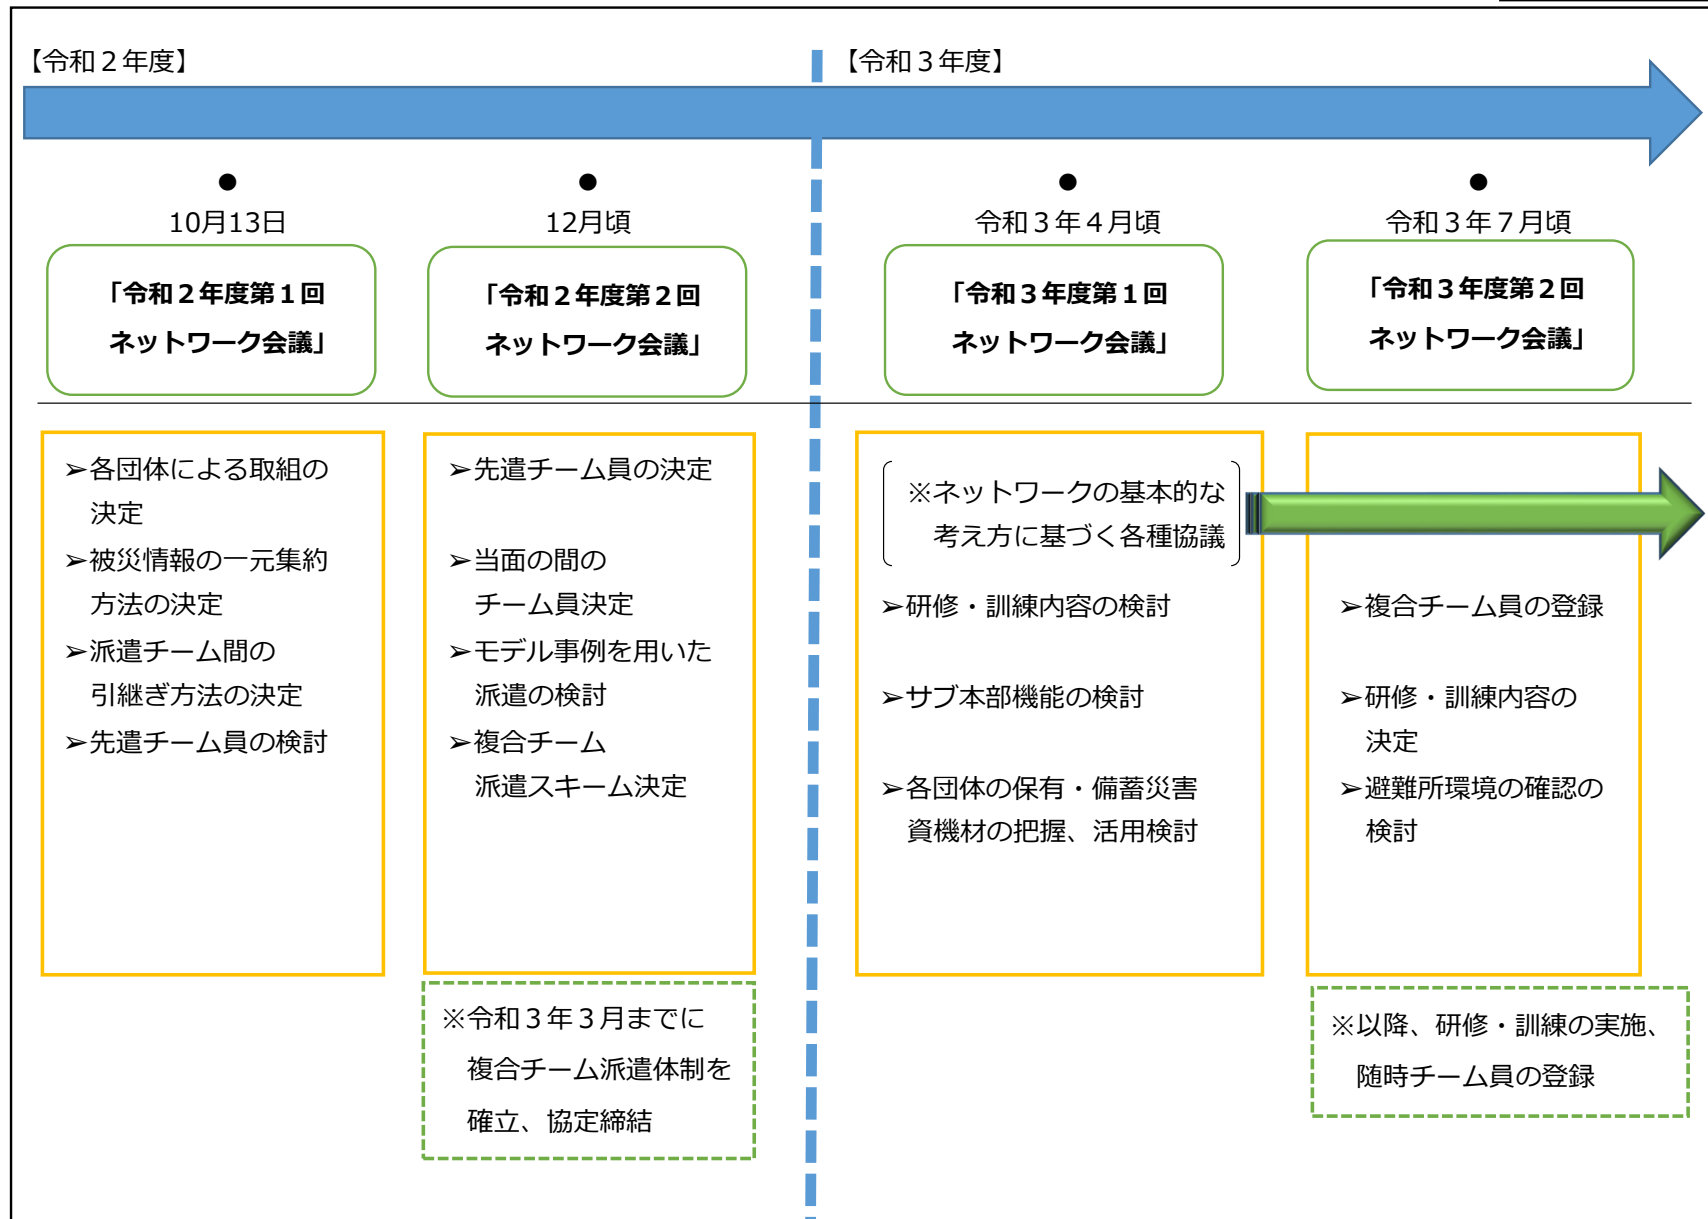 【令和２年度】
【令和３年度】
●
10月13日
「令和２年度第１回
ネットワーク会議」
●
12月頃
「令和２年度第２回
ネットワーク会議」
●
令和３年４月頃
「令和３年度第１回
ネットワーク会議」
●
令和３年７月頃
「令和３年度第２回
ネットワーク会議」
➢各団体による取組の
決定
➢被災情報の一元集約
方法の決定
➢派遣チーム間の
引継ぎ方法の決定
➢先遣チーム員の検討
➢先遣チーム員の決定
➢当面の間の
チーム員決定
➢モデル事例を用いた
派遣の検討
➢複合チーム
派遣スキーム決定
※令和３年３月までに
複合チーム派遣体制を
確立、協定締結
※ネットワークの基本的な
考え方に基づく各種協議
➢研修・訓練内容の検討
➢サブ本部機能の検討
➢各団体の保有・備蓄災害
資機材の把握、活用検討
➢複合チーム員の登録
➢研修・訓練内容の
決定
➢避難所環境の確認の
検討
※以降、研修・訓練の実施、
随時チーム員の登録